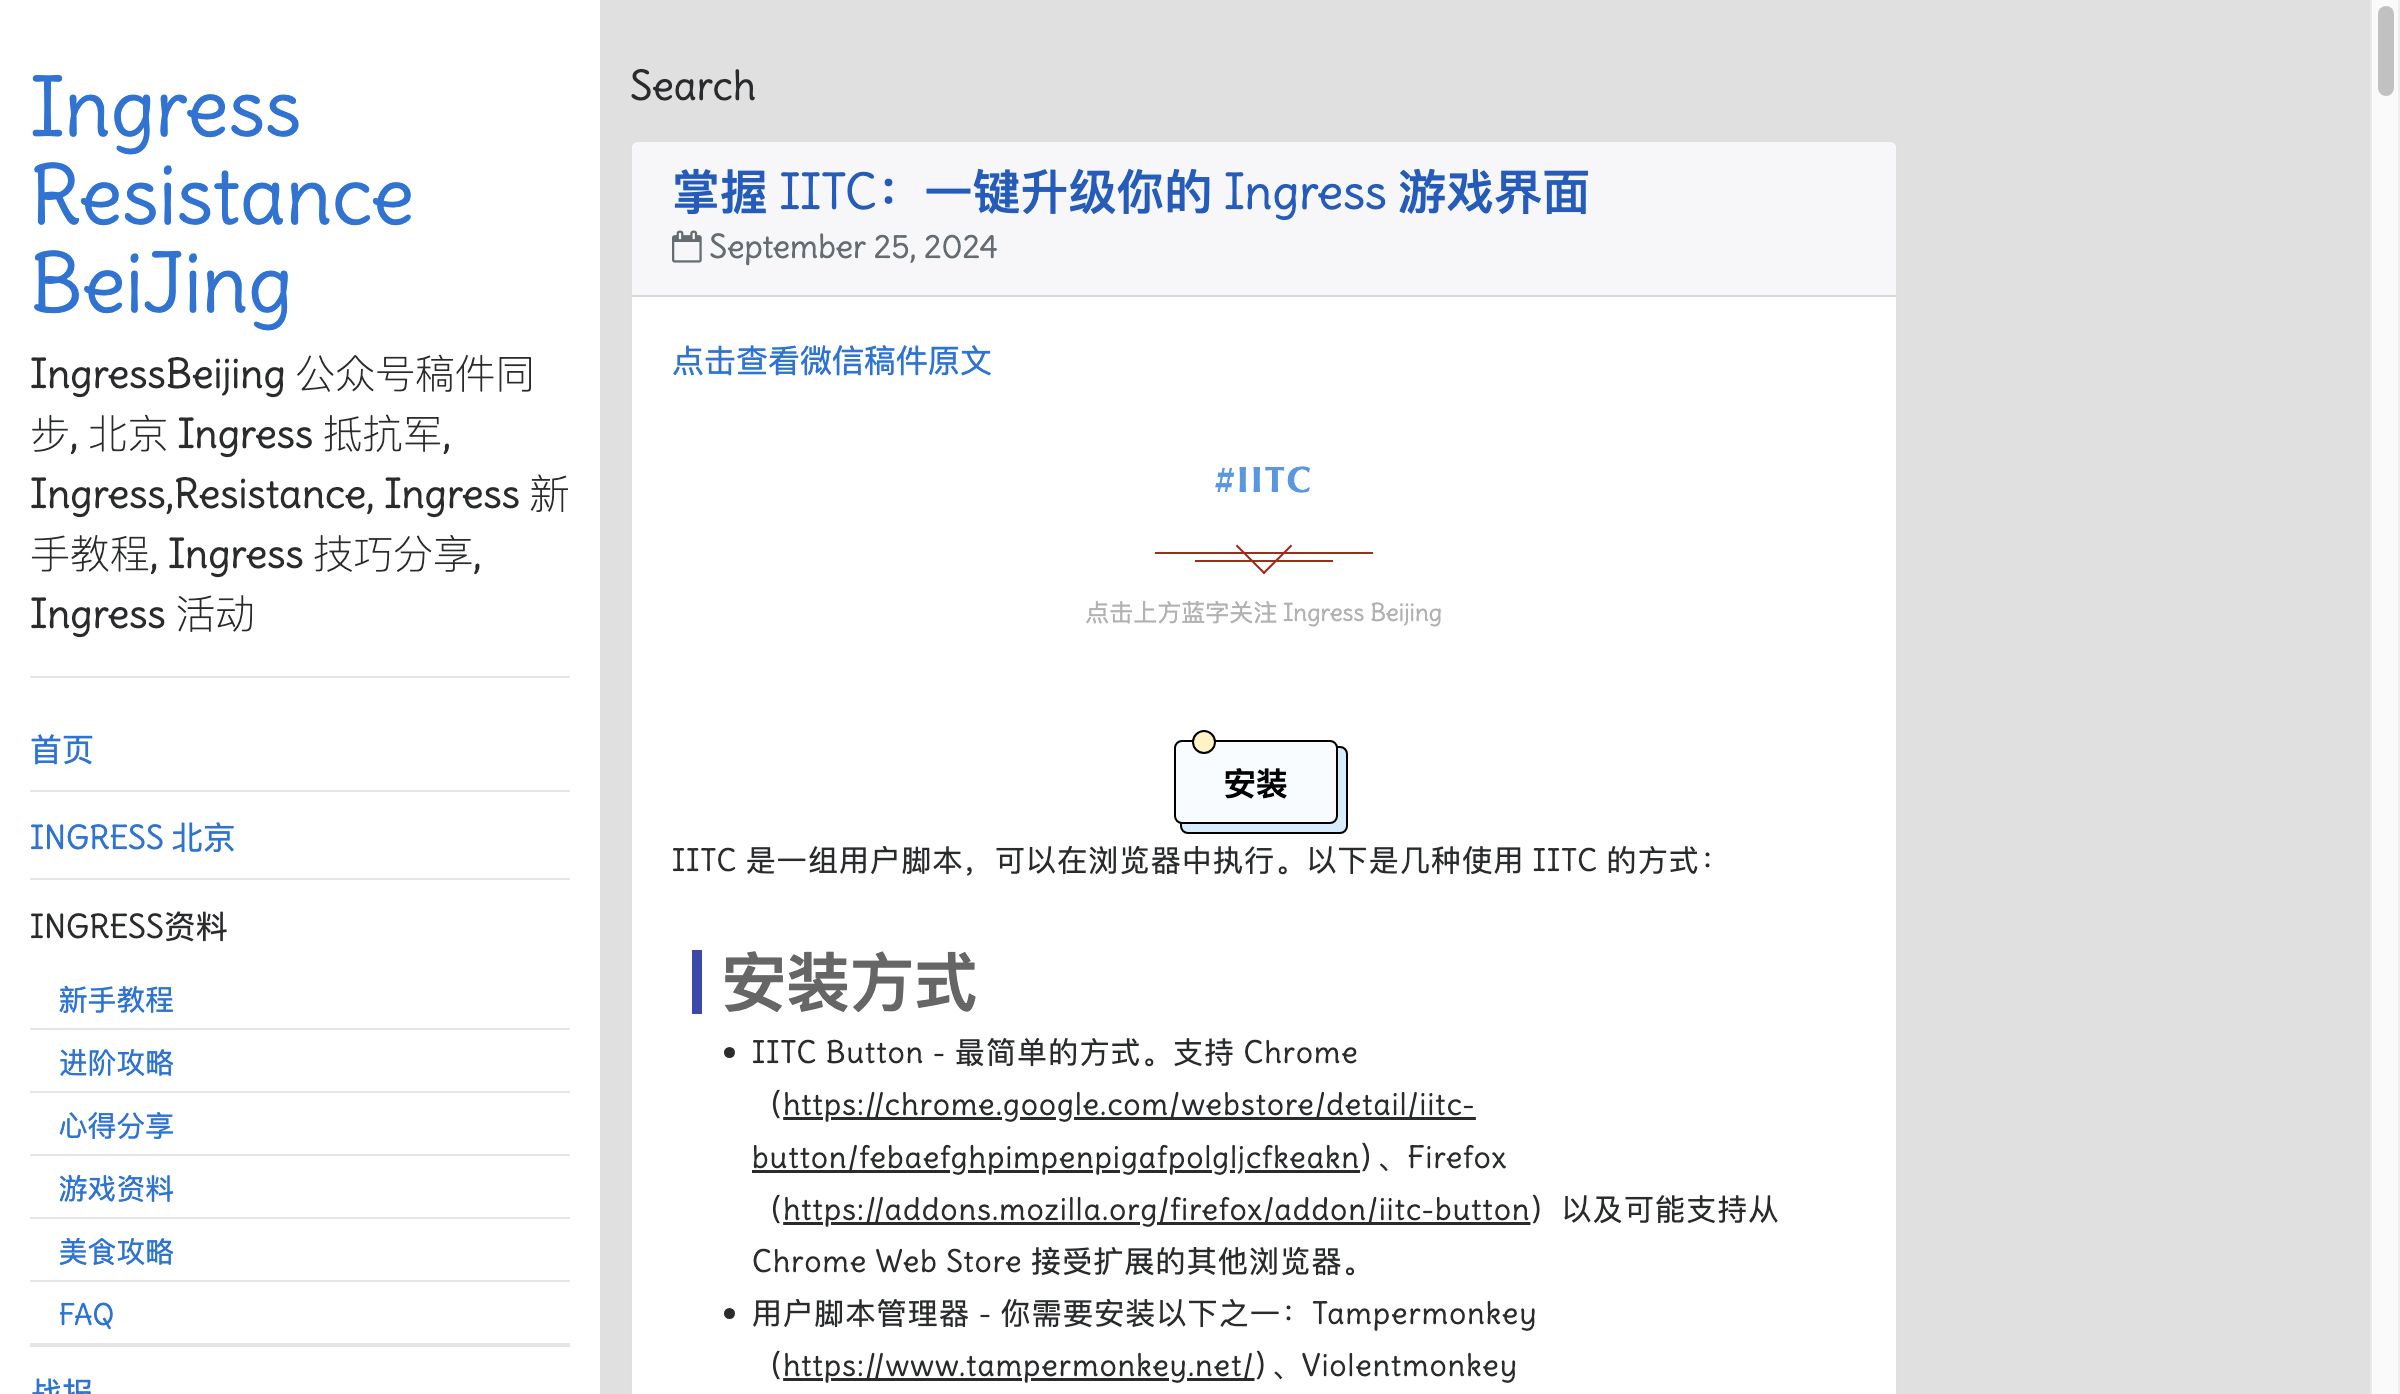 Ingress
Resistance
BeiJing
IngressBeijing 公众号稿件同
步, 北京 Ingress 抵抗军,
Ingress,Resistance, Ingress 新
手教程, Ingress 技巧分享,
Ingress 活动
首页
INGRESS 北京
INGRESS资料
新手教程
进阶攻略
心得分享
游戏资料
美食攻略
FAQ
战报
Search
掌握 IITC：一键升级你的 Ingress 游戏界面
September 25, 2024
点击查看微信稿件原文
#IITC
点击上方蓝字关注 Ingress Beijing
安装
IITC 是一组用户脚本，可以在浏览器中执行。以下是几种使用 IITC 的方式：
安装方式
• IITC Button - 最简单的方式。支持 Chrome
（https://chrome.google.com/webstore/detail/iitc-
button/febaefghpimpenpigafpolgljcfkeakn）、Firefox
（https://addons.mozilla.org/firefox/addon/iitc-button）以及可能支持从
Chrome Web Store 接受扩展的其他浏览器。
• 用户脚本管理器 - 你需要安装以下之一：Tampermonkey
（https://www.tampermonkey.net/）、Violentmonkey